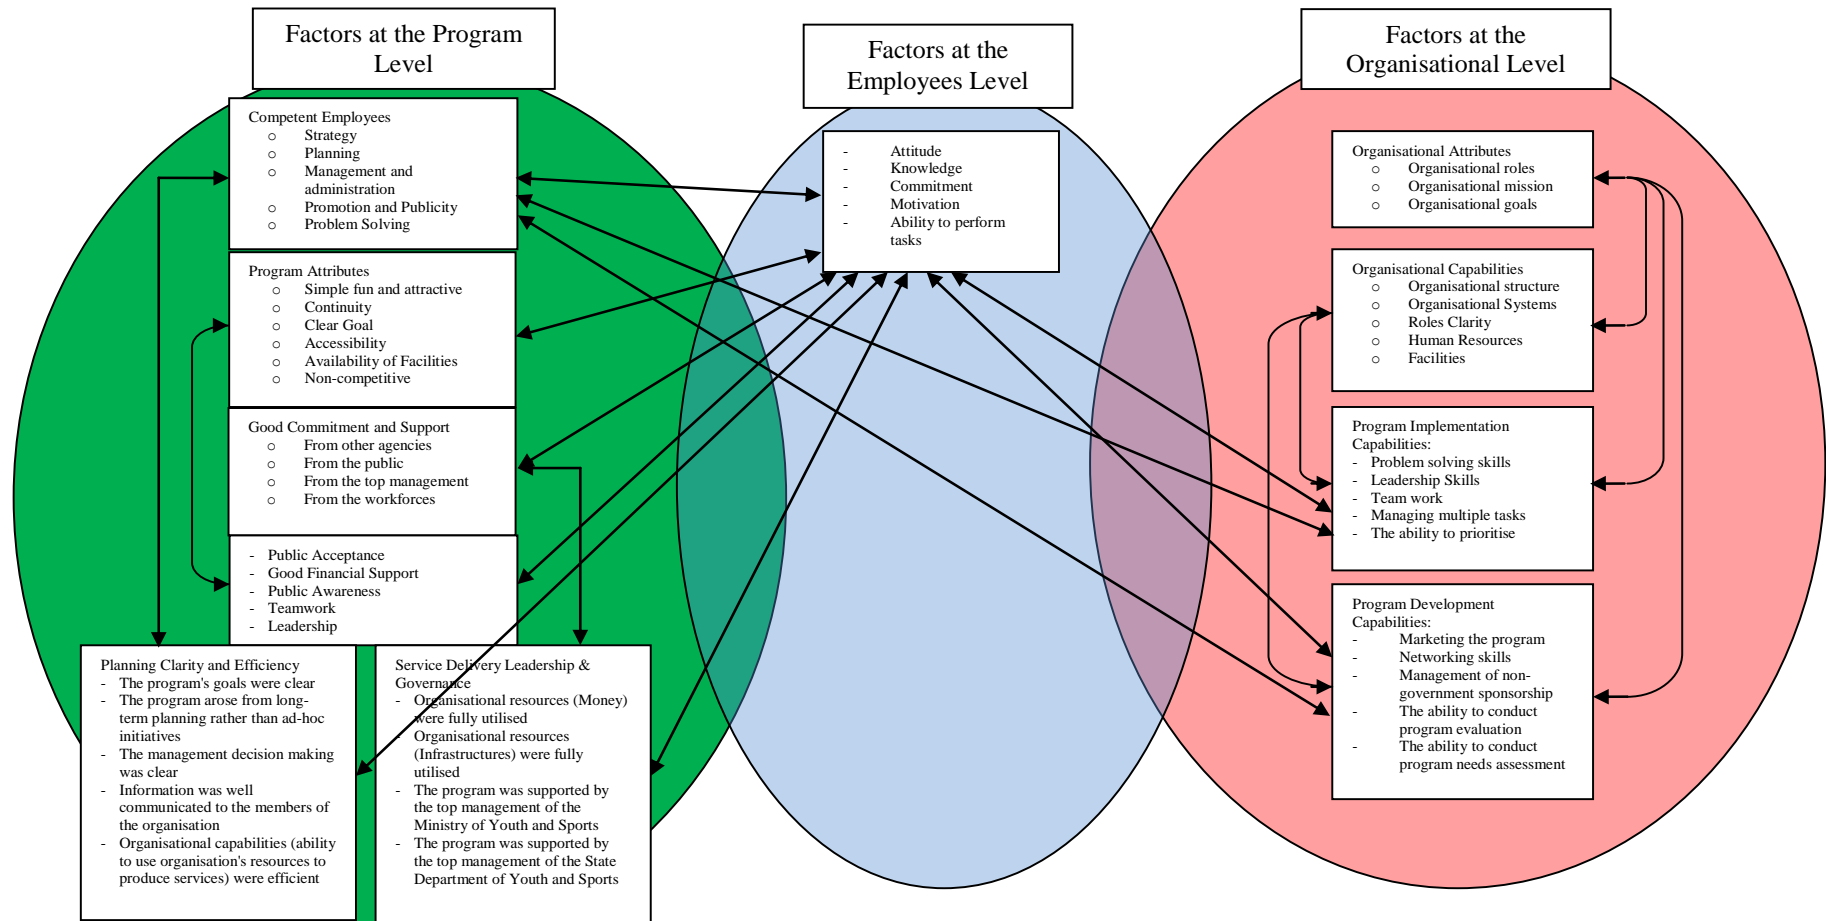 Factors at the Program
Level
Factors at the
Employees Level
Factors at the
Organisational Level
Competent Employees
o Strategy
o Planning
o Management and
administration
o Promotion and Publicity
o Problem Solving
Program Attributes
o Simple fun and attractive
o Continuity
o Clear Goal
o Accessibility
o Availability of Facilities
o Non-competitive
Good Commitment and Support
o From other agencies
o From the public
o From the top management
o From the workforces
- Public Acceptance
- Good Financial Support
- Public Awareness
- Teamwork
- Leadership
Planning Clarity and Efficiency
- The program's goals were clear
- The program arose from long-
term planning rather than ad-hoc
initiatives
- The management decision making
was clear
- Information was well
communicated to the members of
the organisation
- Organisational capabilities (ability
to use organisation's resources to
produce services) were efficient
Service Delivery Leadership &
Governance
- Organisational resources (Money)
were fully utilised
- Organisational resources
(Infrastructures) were fully
utilised
- The program was supported by
the top management of the
Ministry of Youth and Sports
- The program was supported by
the top management of the State
Department of Youth and Sports
- Attitude
- Knowledge
- Commitment
- Motivation
- Ability to perform
tasks
Organisational Attributes
o Organisational roles
o Organisational mission
o Organisational goals
Organisational Capabilities
o Organisational structure
o Organisational Systems
o Roles Clarity
o Human Resources
o Facilities
Program Implementation
Capabilities:
- Problem solving skills
- Leadership Skills
- Team work
- Managing multiple tasks
- The ability to prioritise
Program Development
Capabilities:
- Marketing the program
- Networking skills
- Management of non-
government sponsorship
- The ability to conduct
program evaluation
- The ability to conduct
program needs assessment